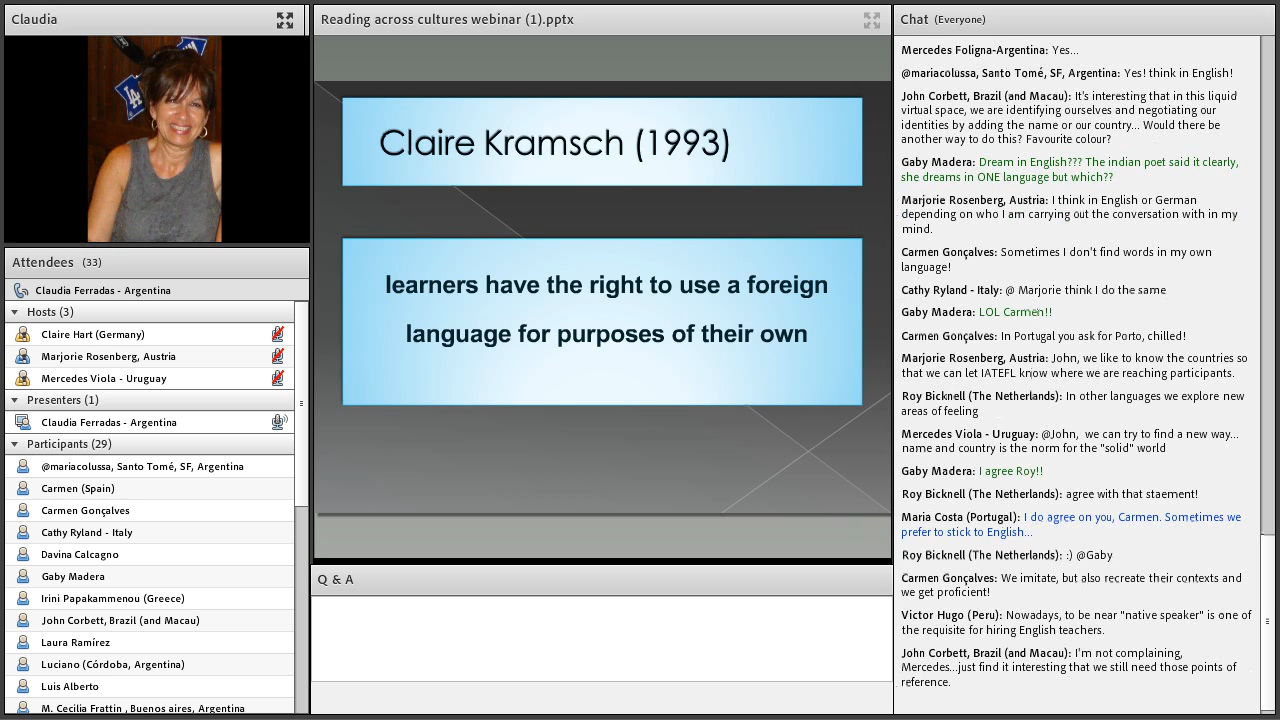 Claudia
LA
Attendees (33)
Claudia Ferradas - Argentina
Hosts (3)
Claire Hart (Germany)
Marjorie Rosenberg, Austria
Mercedes Viola - Uruguay
Presenters (1)
Claudia Ferradas - Argentina
Participants (29)
@mariacolussa, Santo Tomé, SF, Argentina
Carmen (Spain)
Carmen Gonçalves
Cathy Ryland - Italy
Davina Calcagno
Gaby Madera
Irini Papakammenou (Greece)
John Corbett, Brazil (and Macau)
Laura Ramírez
Luciano (Córdoba, Argentina)
Luis Alberto
M. Cecilia Frattin , Buenos aires, Argentina
Reading across cultures webinar (1).pptx
Claire Kramsch (1993)
learners have the right to use a foreign
language for purposes of their own
Q & A
Chat (Everyone)
Mercedes Foligna-Argentina: Yes...
@mariacolussa, Santo Tomé, SF, Argentina: Yes! think in English!
John Corbett, Brazil (and Macau): It's interesting that in this liquid
virtual space, we are identifying ourselves and negotiating our
identities by adding the name or our country... Would there be
another way to do this? Favourite colour?
Gaby Madera: Dream in English??? The indian poet said it clearly,
she dreams in ONE language but which??
Marjorie Rosenberg, Austria: I think in English or German
depending on who I am carrying out the conversation with in my
mind.
Carmen Gonçalves: Sometimes I don't find words in my own
language!
Cathy Ryland - Italy: @ Marjorie think I do the same
Gaby Madera: LOL Carmen!!
Carmen Gonçalves: In Portugal you ask for Porto, chilled!
Marjorie Rosenberg, Austria: John, we like to know the countries so
that we can let IATEFL know where we are reaching participants.
Roy Bicknell (The Netherlands): In other languages we explore new
areas of feeling
Mercedes Viola - Uruguay: @John, we can try to find a new way...
name and country is the norm for the "solid" world
Gaby Madera: I agree Roy!!
Roy Bicknell (The Netherlands): agree with that staement!
Maria Costa (Portugal): I do agree on you, Carmen. Sometimes we
prefer to stick to English...
Roy Bicknell (The Netherlands): :) @Gaby
Carmen Gonçalves: We imitate, but also recreate their contexts and
we get proficient!
Victor Hugo (Peru): Nowadays, to be near "native speaker" is one of
the requisite for hiring English teachers.
John Corbett, Brazil (and Macau): I'm not complaining,
Mercedes...just find it interesting that we still need those points of
reference.